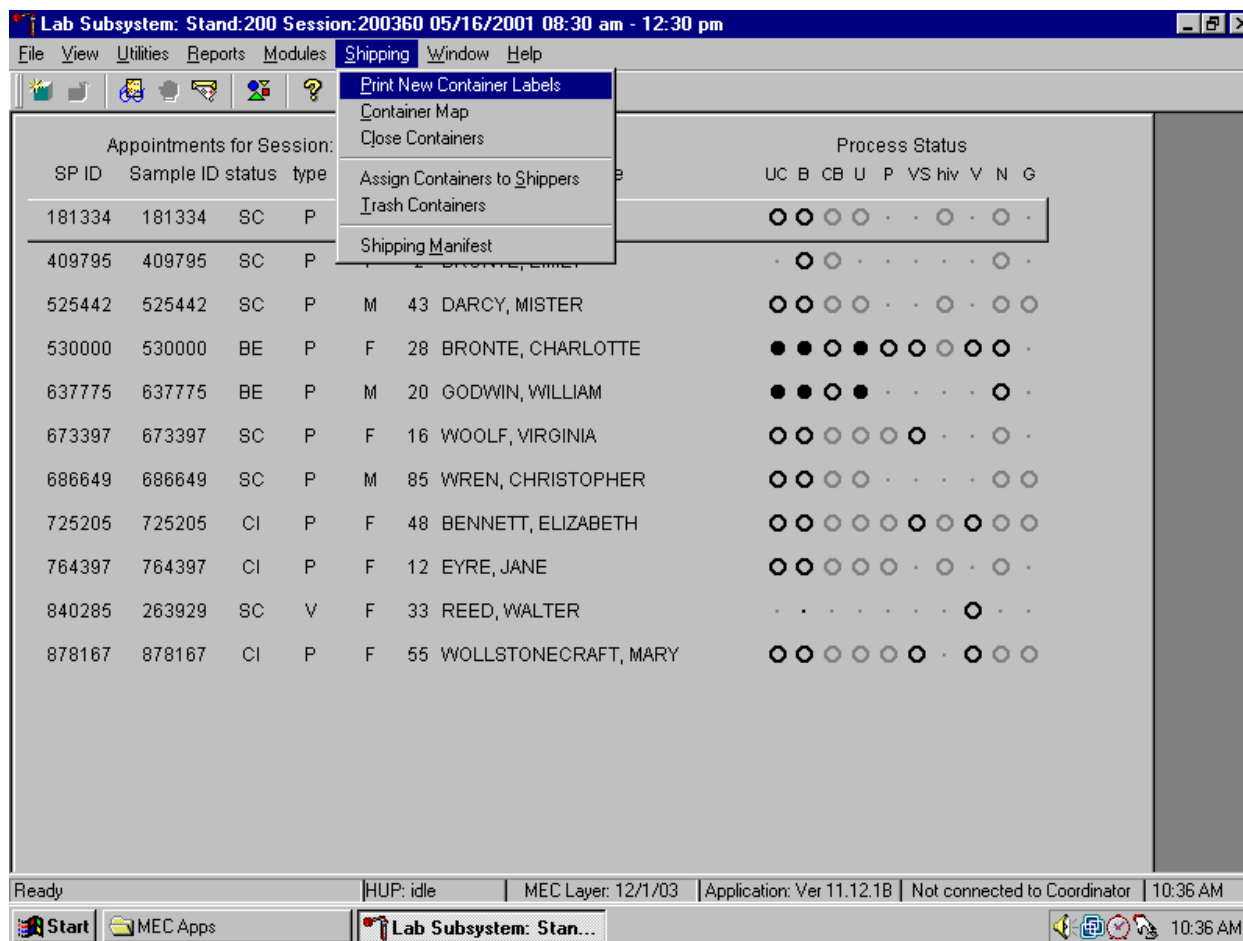 Lab Subsystem: Stand:200 Session:200360 05/16/2001 08:30 am - 12:30 pm
File View Utilities Reports Modules Shipping Window Help
Print New Container Labels
Container Map
Close Containers
Assign Containers to Shippers
Trash Containers
Shipping Manifest
Appointments for Session:
Process Status
SP ID Sample ID status type UC B CB U P VS hiv V N G
181334 181334 SC P
409795 409795 SC P
525442 525442 SC P M 43 DARCY, MISTER
530000 530000 BE P F 28 BRONTE, CHARLOTTE
637775 637775 BE P M 20 GODWIN, WILLIAM
673397 673397 SC P F 16 WOOLF, VIRGINIA
686649 686649 SC P M 85 WREN, CHRISTOPHER
725205 725205 CI P F 48 BENNETT, ELIZABETH
764397 764397 CI P F 12 EYRE, JANE
840285 263929 SC V F 33 REED, WALTER
878167 878167 CI P F 55 WOLLSTONECRAFT, MARY
Ready HUP: idle MEC Layer: 12/1/03 Application: Ver 11.12.1B Not connected to Coordinator 10:36 AM
Start MEC Apps Lab Subsystem: Stan... 10:36 AM